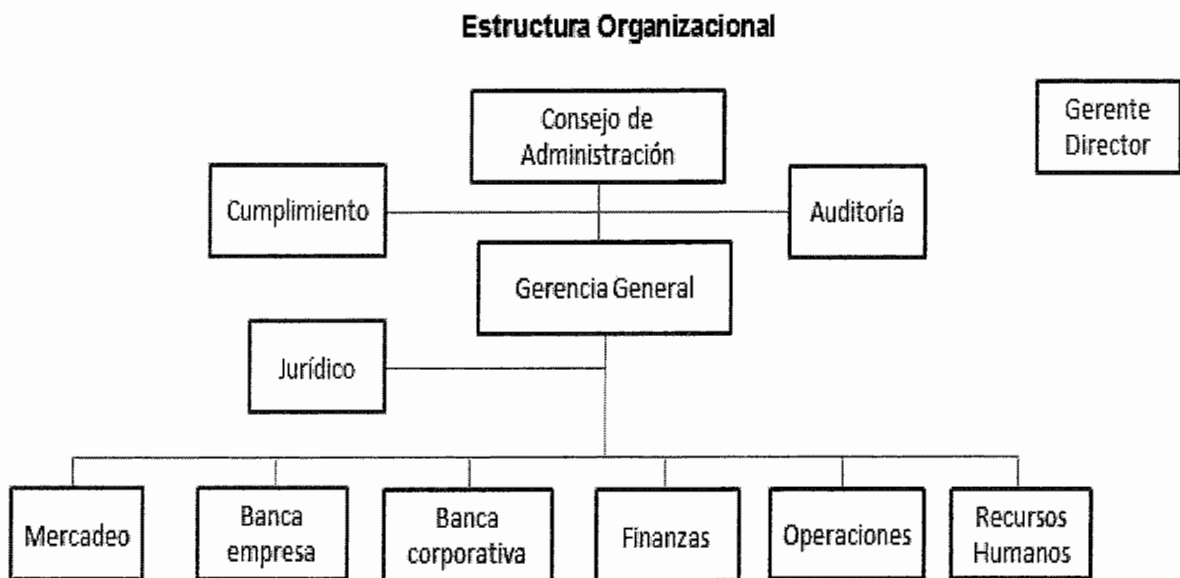 Estructura Organizacional
Consejo de
Administración
Gerente
Director
Cumplimiento
Auditoría
Gerencia General
Jurídico
Mercadeo
Banca
empresa
Banca
corporativa
Finanzas
Operaciones
Recursos
Humanos